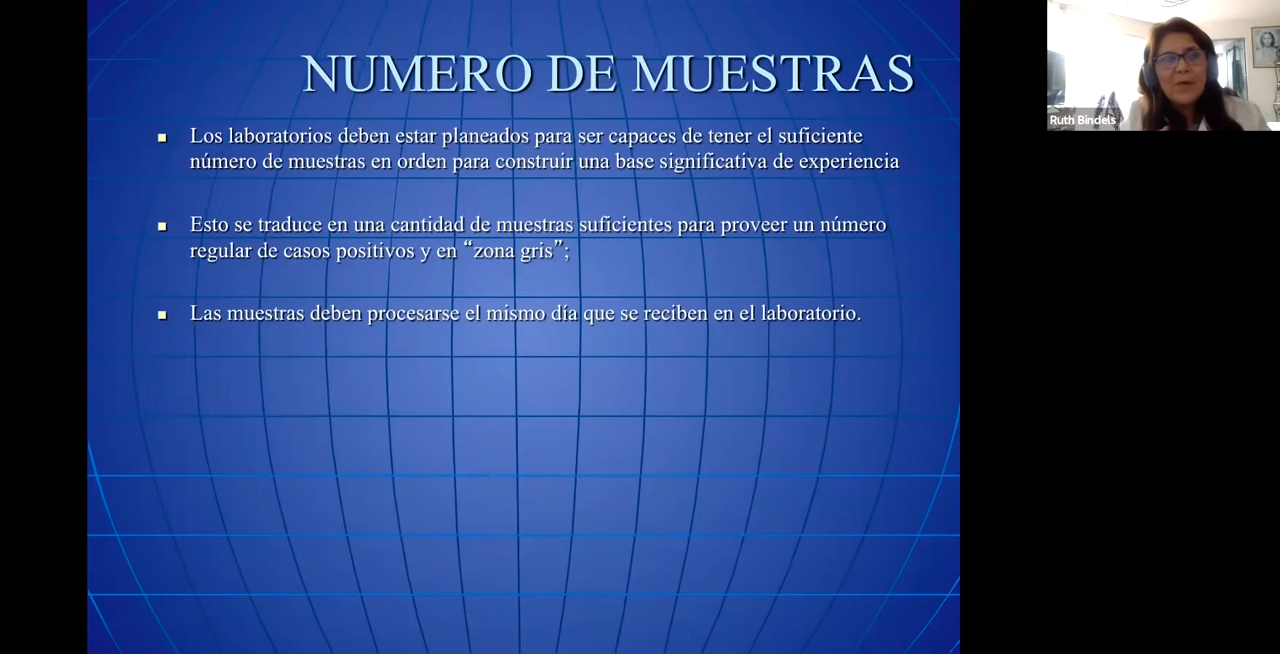 NUMERO DE MUESTRAS
Los laboratorios deben estar planeados para ser capaces de tener el suficiente
número de muestras en orden para construir una base significativa de experiencia
Esto se traduce en una cantidad de muestras suficientes para proveer un número
regular de casos positivos y en “zona gris”;
Las muestras deben procesarse el mismo día que se reciben en el laboratorio.
Ruth Bindels